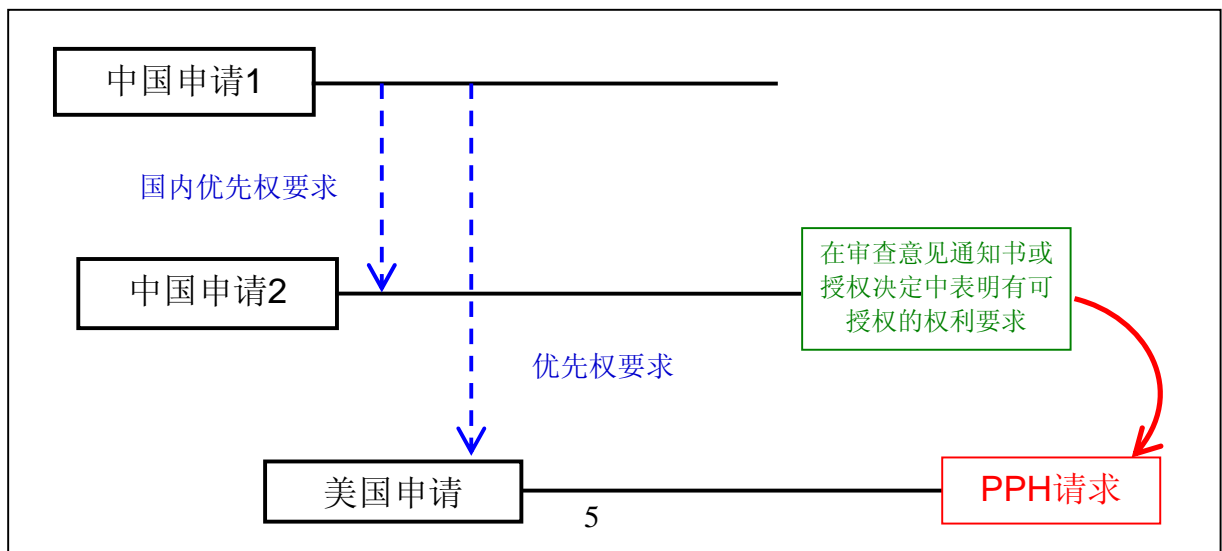 中国申请1
国内优先权要求
中国申请2
在审查意见通知书或
授权决定中表明有可
授权的权利要求
优先权要求
美国申请
PPH请求
5